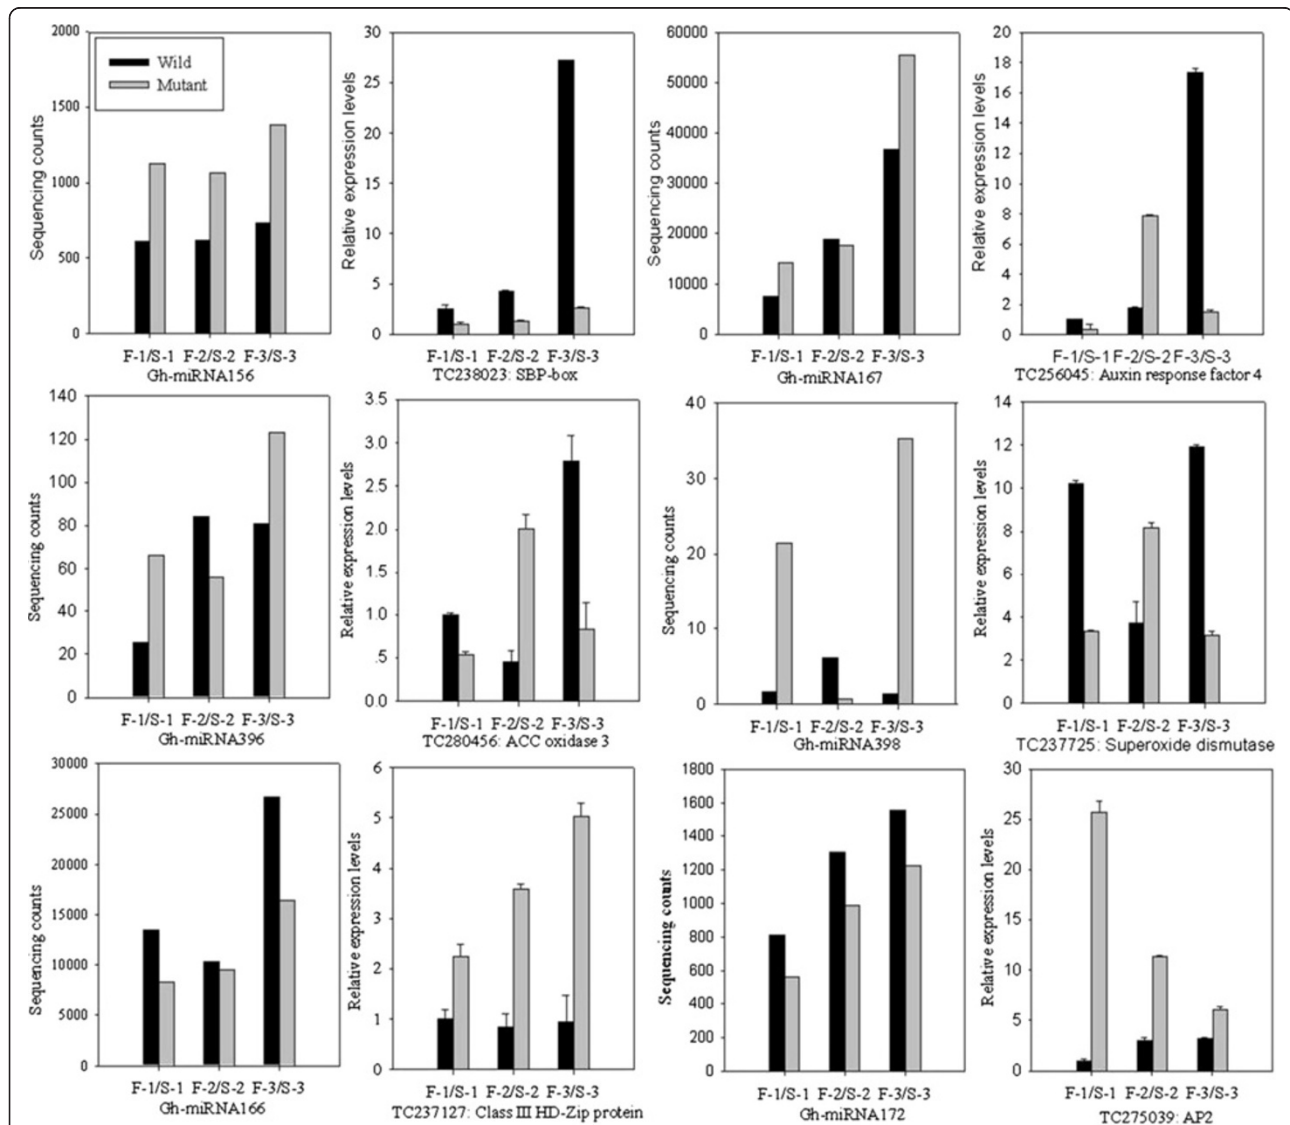 Wild
Mutant
Sequencing counts
2000
1500
1000
500
0
F-1/S-1 F-2/S-2 F-3/S-3
Gh-miRNA156
Relative expression levels
30
25
20
15
10
5
0
F-1/S-1 F-2/S-2 F-3/S-3
TC238023: SBP-box
Sequencing counts
60000
50000
40000
30000
20000
10000
0
F-1/S-1 F-2/S-2 F-3/S-3
Gh-miRNA167
Relative expression levels
18
16
14
12
10
8
6
4
2
0
F-1/S-1 F-2/S-2 F-3/S-3
TC256045: Auxin response factor 4
Sequencing counts
140
120
100
80
60
40
20
0
F-1/S-1 F-2/S-2 F-3/S-3
Gh-miRNA396
Relative expression levels
3.5
3.0
2.5
2.0
1.5
1.0
.5
0.0
F-1/S-1 F-2/S-2 F-3/S-3
TC280456: ACC oxidase 3
Sequencing counts
40
30
20
10
0
F-1/S-1 F-2/S-2 F-3/S-3
Gh-miRNA398
Relative expression levels
14
12
10
8
6
4
2
0
F-1/S-1 F-2/S-2 F-3/S-3
TC237725: Superoxide dismutase
Sequencing counts
30000
25000
20000
15000
10000
5000
0
F-1/S-1 F-2/S-2 F-3/S-3
Gh-miRNA166
Relative expression levels
6
5
4
3
2
1
0
F-1/S-1 F-2/S-2 F-3/S-3
TC237127: Class III HD-Zip protein
Sequencing counts
1800
1600
1400
1200
1000
800
600
400
200
0
F-1/S-1 F-2/S-2 F-3/S-3
Gh-miRNA172
Relative expression levels
30
25
20
15
10
5
0
F-1/S-1 F-2/S-2 F-3/S-3
TC275039: AP2